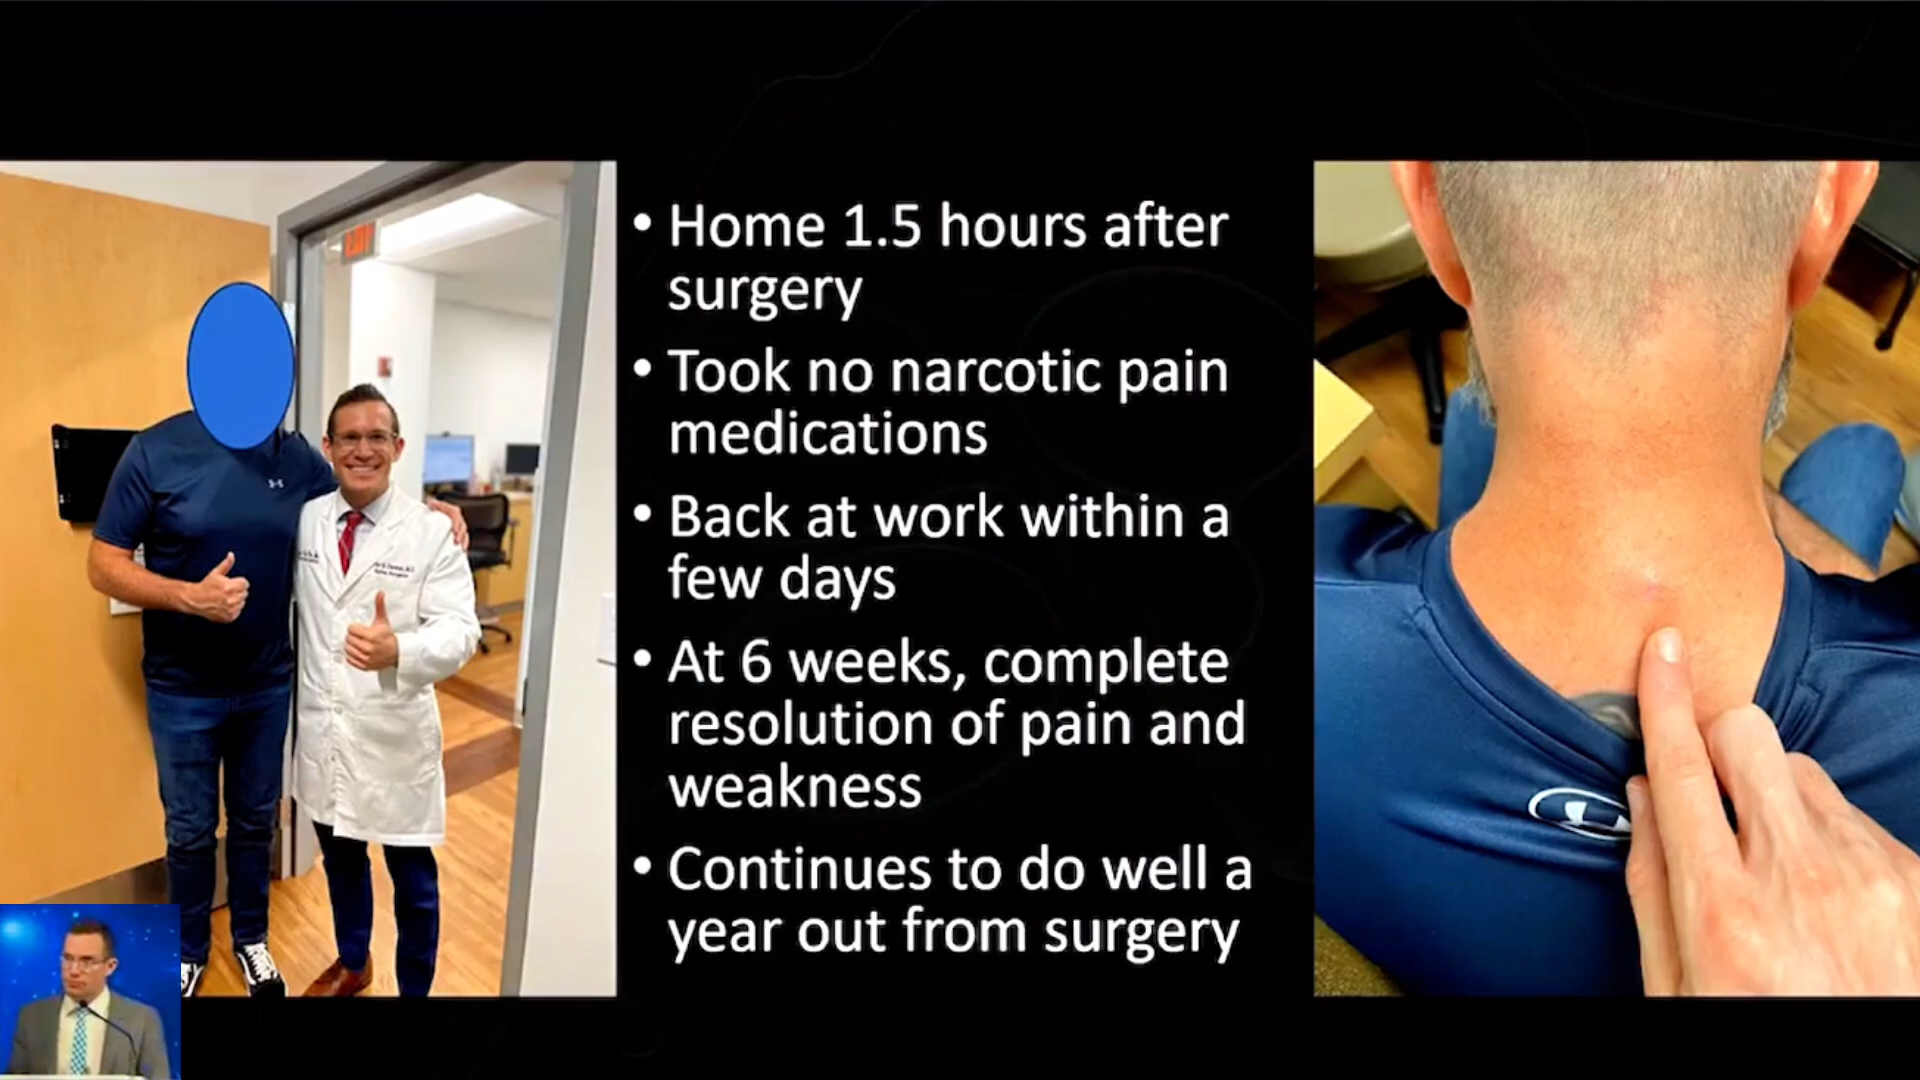 • Home 1.5 hours after
surgery
• Took no narcotic pain
medications
• Back at work within a
few days
• At 6 weeks, complete
resolution of pain and
weakness
• Continues to do well a
year out from surgery
EXIT